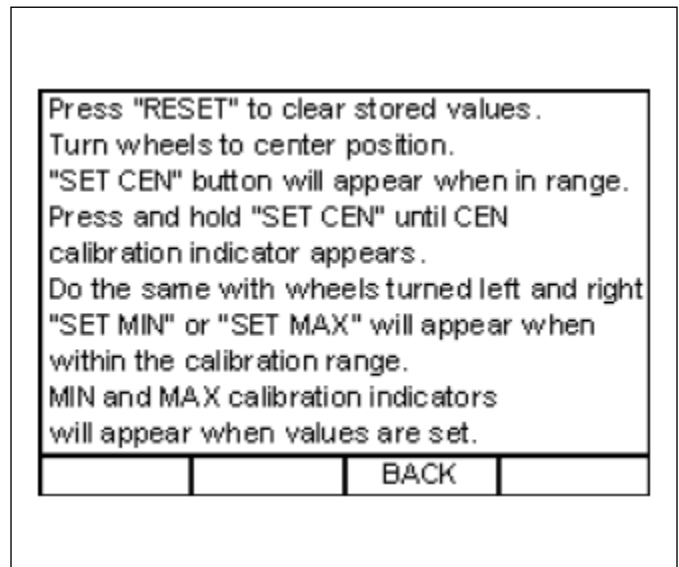 Press "RESET" to clear stored values.
Turn wheels to center position.
"SET CEN" button will appear when in range.
Press and hold "SET CEN" until CEN
calibration indicator appears.
Do the same with wheels turned left and right
"SET MIN" or "SET MAX" will appear when
within the calibration range.
MIN and MAX calibration indicators
will appear when values are set.
BACK